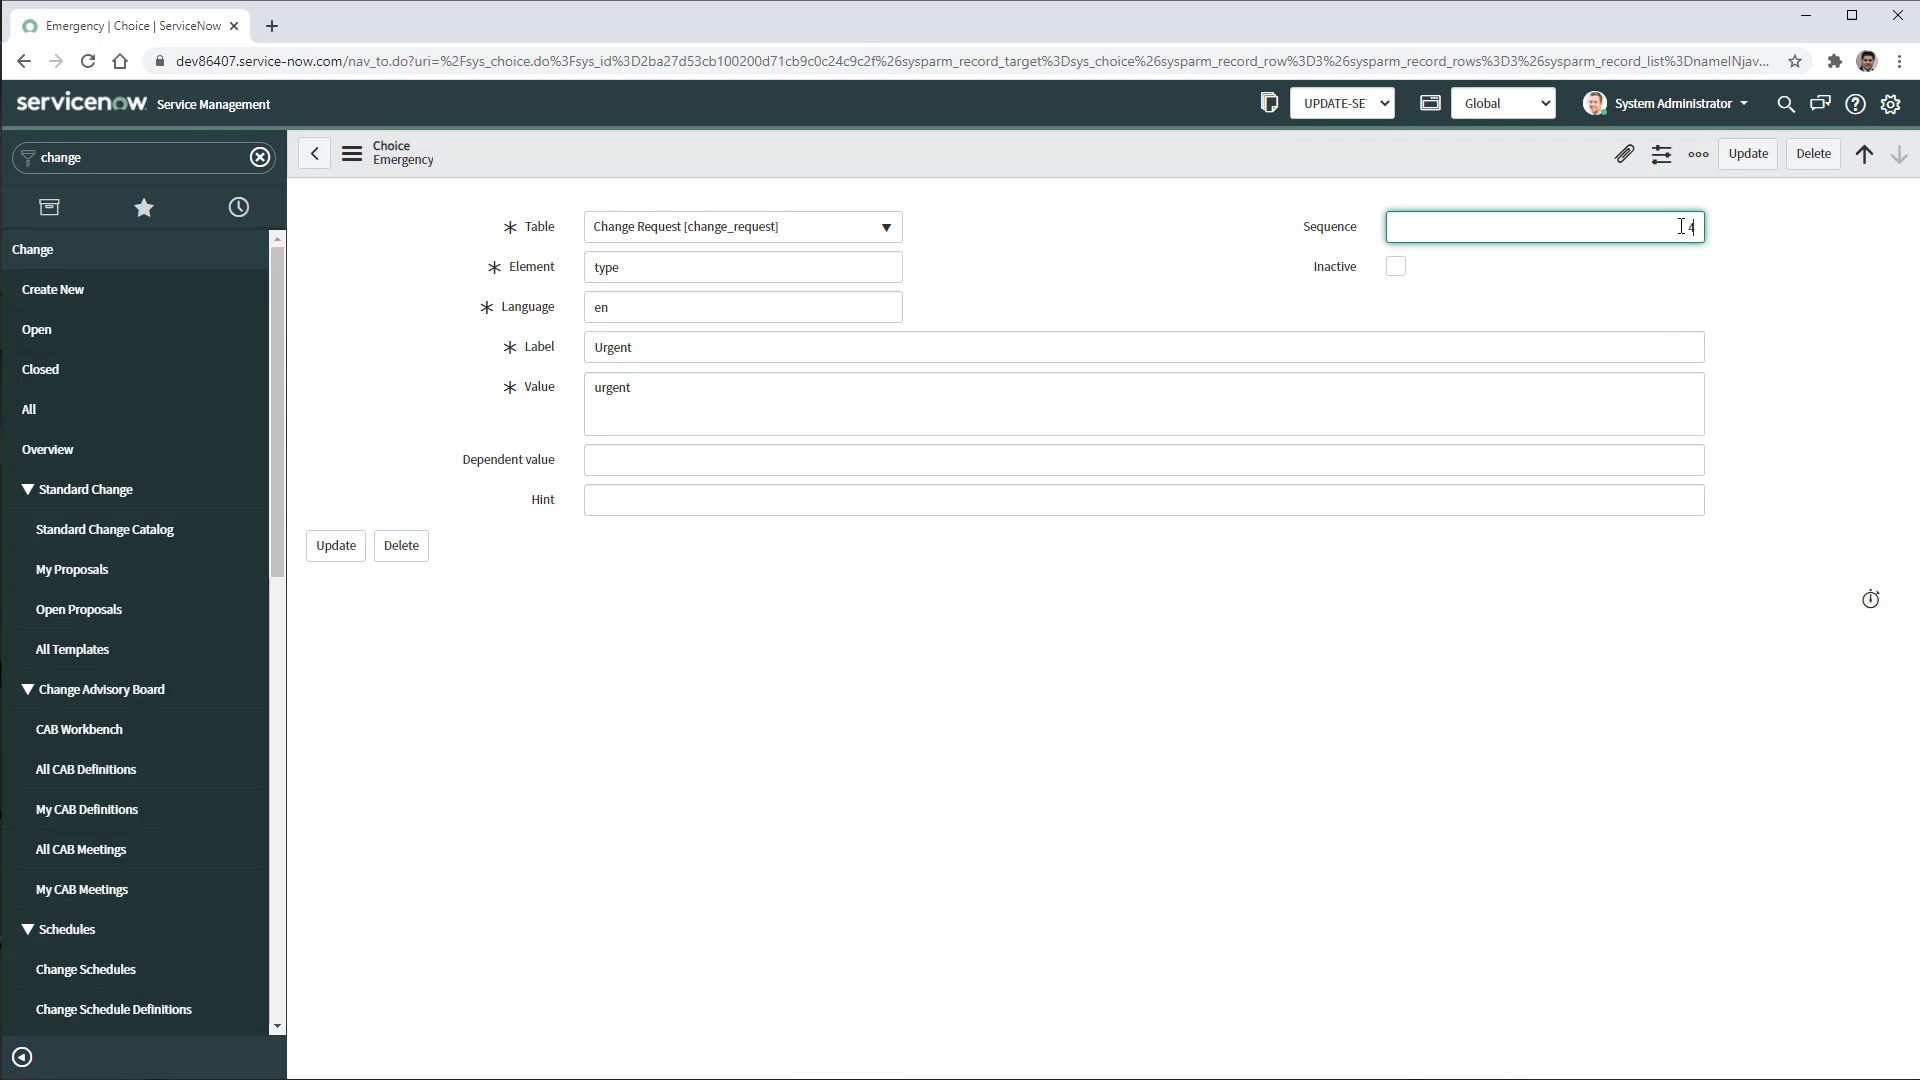 Emergency | Choice | ServiceNow
dev86407.service-now.com/nav_to.do?uri=%2Fsys_choice.do%3Fsys_id%3D2ba27d53cb100200d71cb9c0c24c9c2f%26sysparm_record_target%3Dsys_choice%26sysparm_record_row%3D3%26sysparm_record_rows%3D3%26sysparm_record_list%3DnameINjav...
servicenow Service Management
UPDATE-SE
Global
System Administrator
change
Choice
Emergency
Update
Delete
Change
Create New
Open
Closed
All
Overview
Standard Change
Standard Change Catalog
My Proposals
Open Proposals
All Templates
Change Advisory Board
CAB Workbench
All CAB Definitions
My CAB Definitions
All CAB Meetings
My CAB Meetings
Schedules
Change Schedules
Change Schedule Definitions
Table Change Request [change_request]
Sequence 4
Element type
Inactive
Language en
Label Urgent
Value urgent
Dependent value
Hint
Update Delete